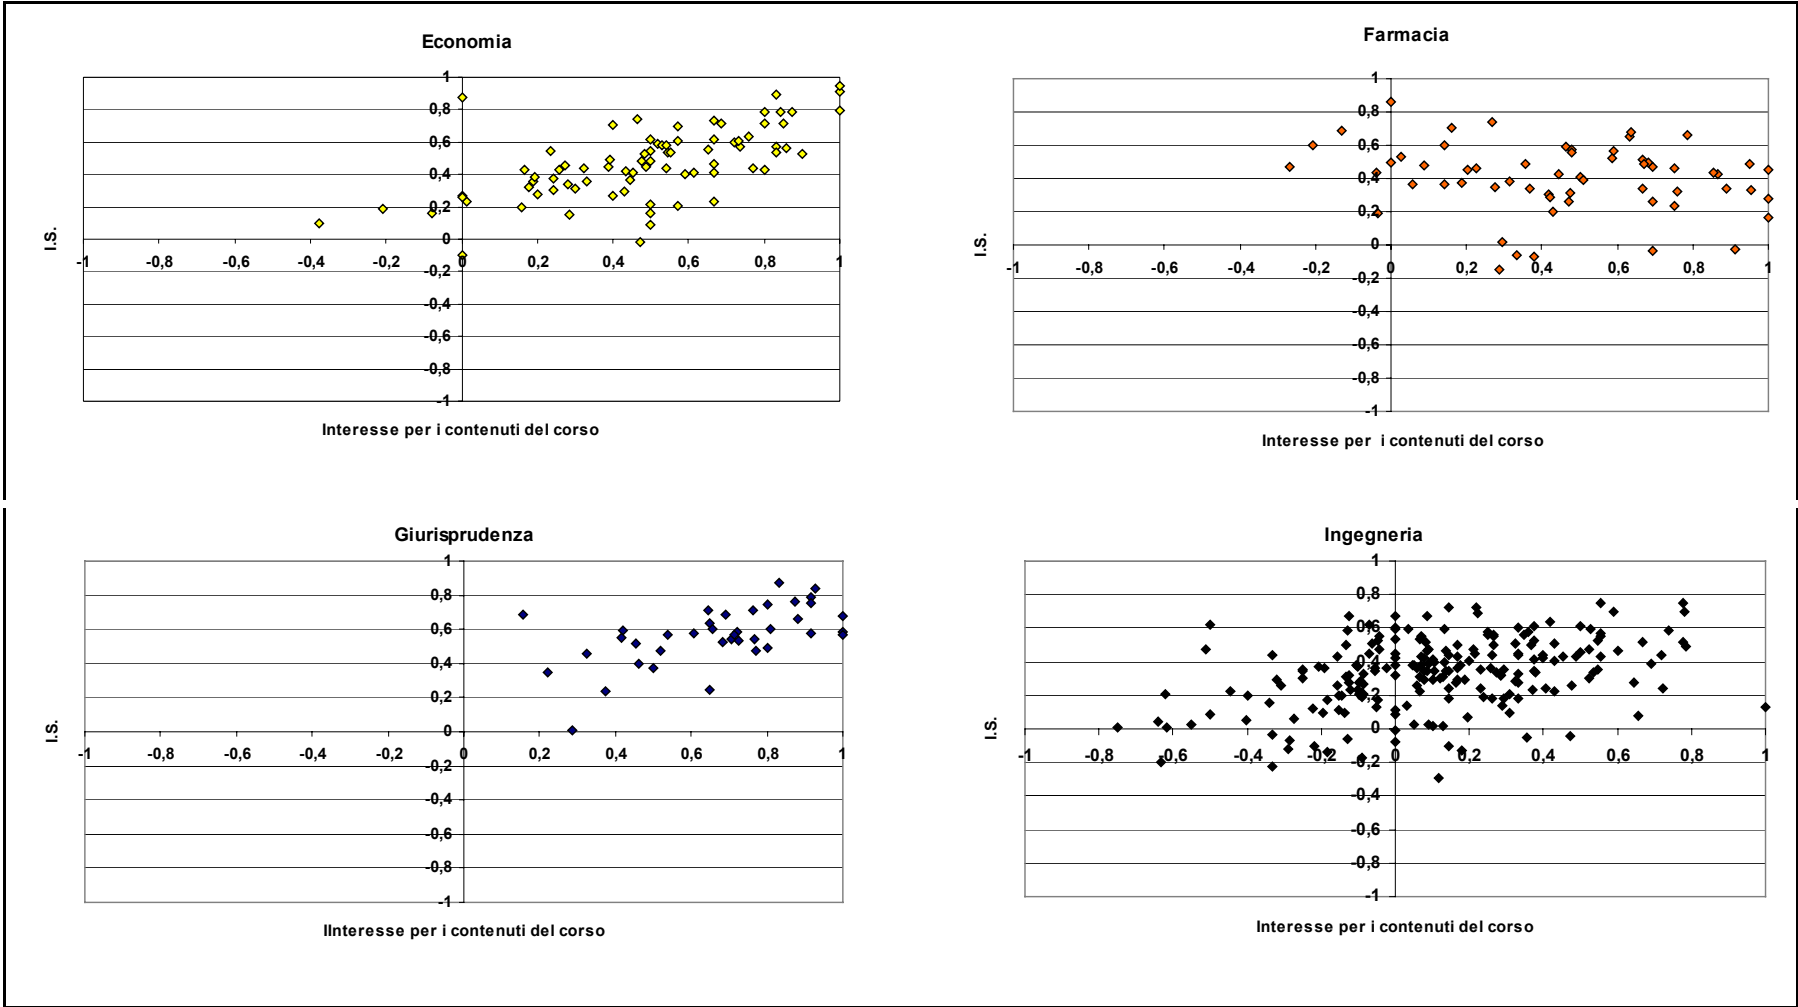 Economia
1
0,8
0,6
0,4
0,2
0
-0,2
-0,4
-0,6
-0,8
-1
-1 -0,8 -0,6 -0,4 -0,2 0 0,2 0,4 0,6 0,8 1
I.S.
Interesse per i contenuti del corso
Farmacia
1
0,8
0,6
0,4
0,2
0
-0,2
-0,4
-0,6
-0,8
-1
-1 -0,8 -0,6 -0,4 -0,2 0 0,2 0,4 0,6 0,8 1
I.S.
Interesse per i contenuti del corso
Giurisprudenza
1
0,8
0,6
0,4
0,2
0
-0,2
-0,4
-0,6
-0,8
-1
-1 -0,8 -0,6 -0,4 -0,2 0 0,2 0,4 0,6 0,8 1
I.S.
IInteresse per i contenuti del corso
Ingegneria
1
0,8
0,6
0,4
0,2
0
-0,2
-0,4
-0,6
-0,8
-1
-1 -0,8 -0,6 -0,4 -0,2 0 0,2 0,4 0,6 0,8 1
I.S.
Interesse per i contenuti del corso